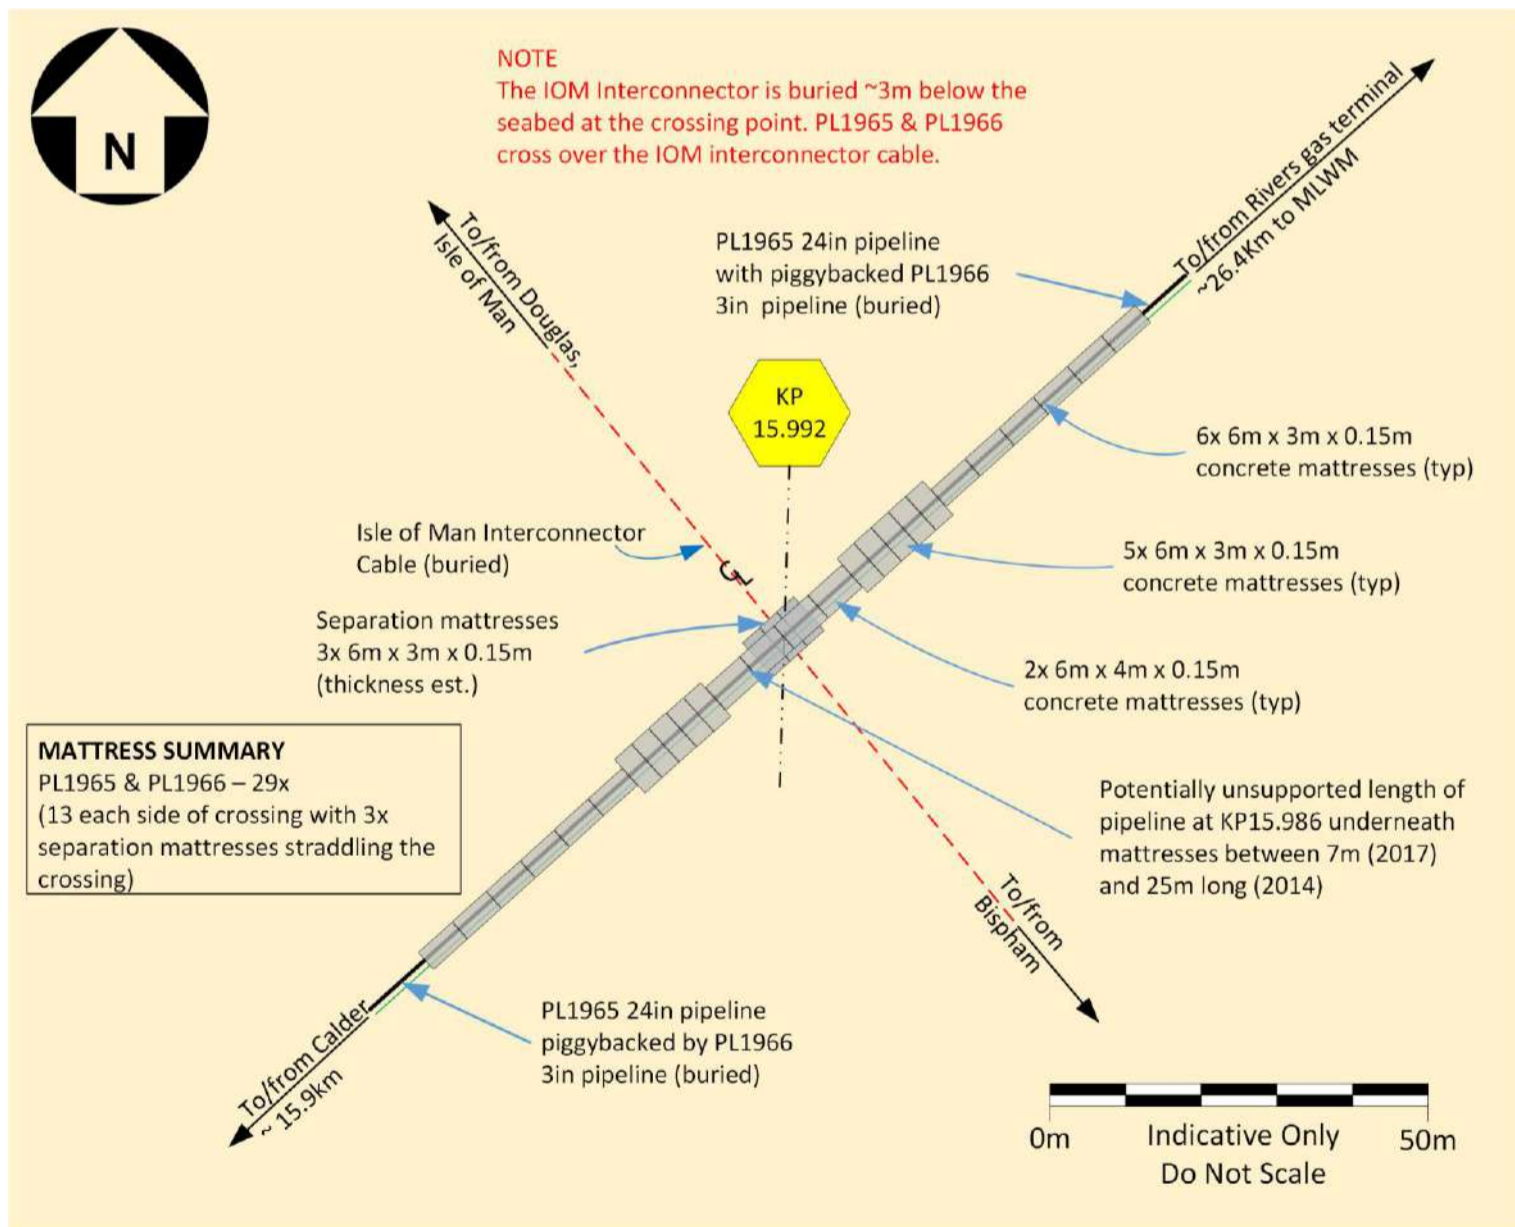 N
NOTE
The IOM Interconnector is buried ~3m below the
seabed at the crossing point. PL1965 & PL1966
cross over the IOM interconnector cable.
To/from Rivers gas terminal
~26.4Km to MLWM
To/from Douglas,
Isle of Man
PL1965 24in pipeline
with piggybacked PL1966
3in pipeline (buried)
KP
15.992
6x 6m x 3m x 0.15m
concrete mattresses (typ)
Isle of Man Interconnector
Cable (buried)
5x 6m x 3m x 0.15m
concrete mattresses (typ)
Separation mattresses
3x 6m x 3m x 0.15m
(thickness est.)
2x 6m x 4m x 0.15m
concrete mattresses (typ)
MATTRESS SUMMARY
PL1965 & PL1966 – 29x
(13 each side of crossing with 3x
separation mattresses straddling the
crossing)
Potentially unsupported length of
pipeline at KP15.986 underneath
mattresses between 7m (2017)
and 25m long (2014)
To/from
Bispham
PL1965 24in pipeline
piggybacked by PL1966
3in pipeline (buried)
To/from Calder
~ 15.9km
0m
50m
Indicative Only
Do Not Scale